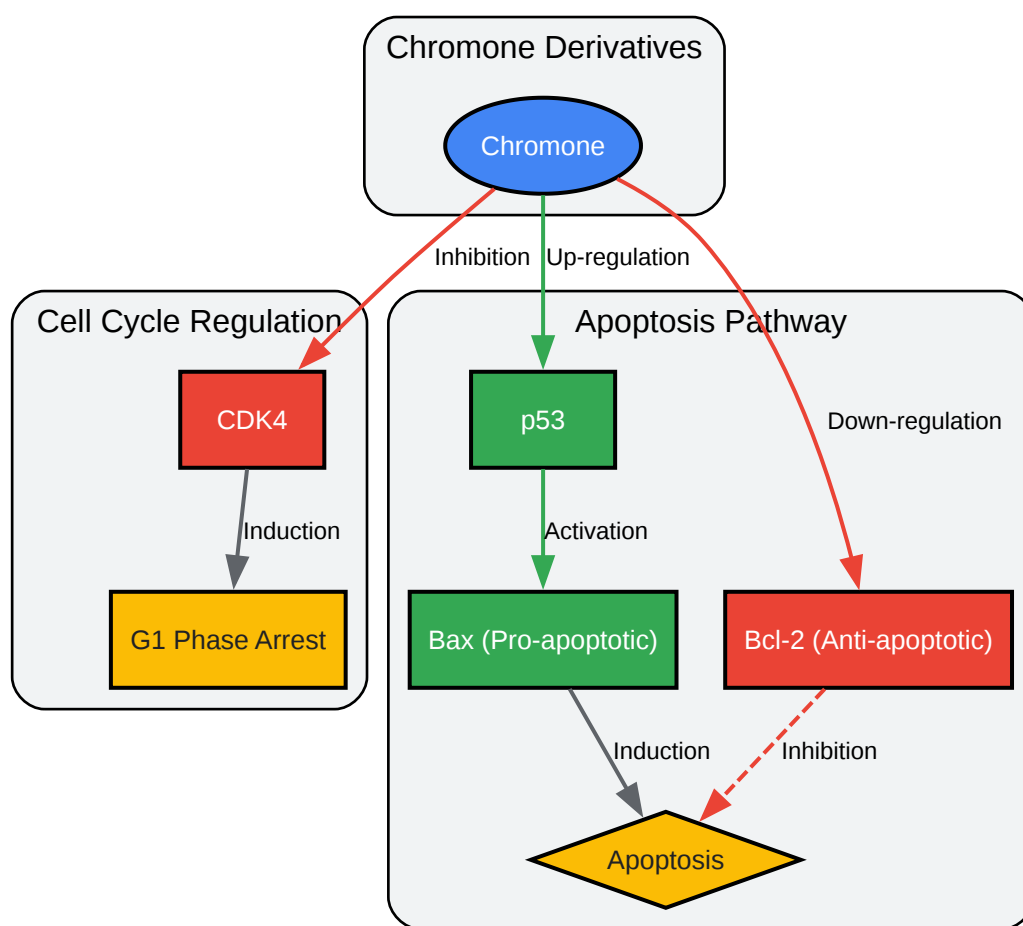 Chromone Derivatives
Chromone
Inhibition
Up-regulation
Cell Cycle Regulation
Apoptosis Pathway
CDK4
p53
Down-regulation
Induction
Activation
G1 Phase Arrest
Bax (Pro-apoptotic)
Bcl-2 (Anti-apoptotic)
Induction
Inhibition
Apoptosis